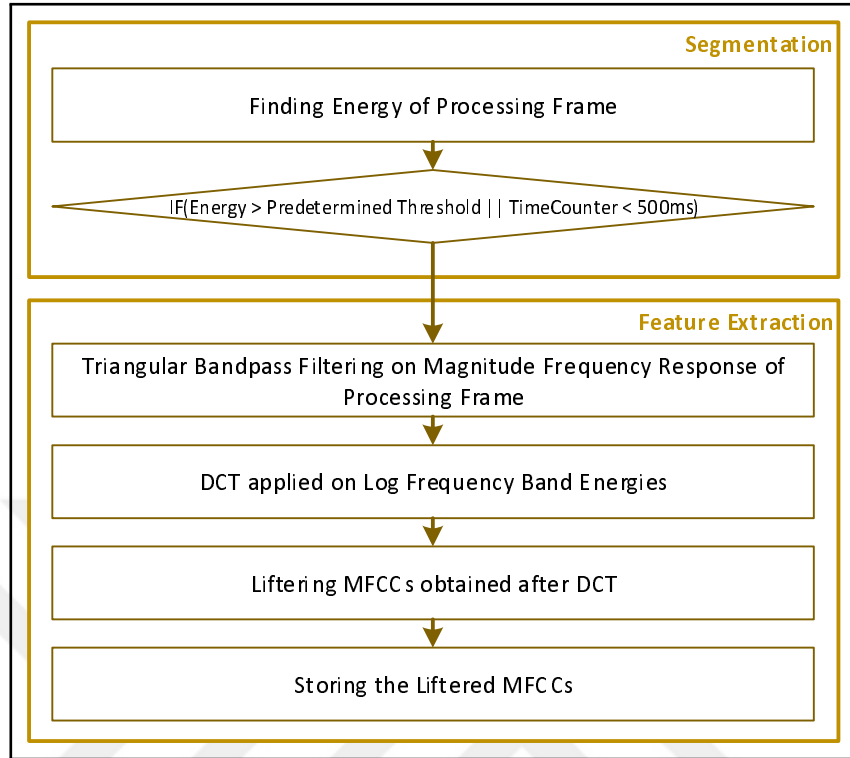 Segmentation
Finding Energy of Processing Frame
IF(Energy > Predetermined Threshold || TimeCounter < 500ms)
Feature Extraction
Triangular Bandpass Filtering on Magnitude Frequency Response of
Processing Frame
DCT applied on Log Frequency Band Energies
Liftering MFCCs obtained after DCT
Storing the Liftered MFCCs